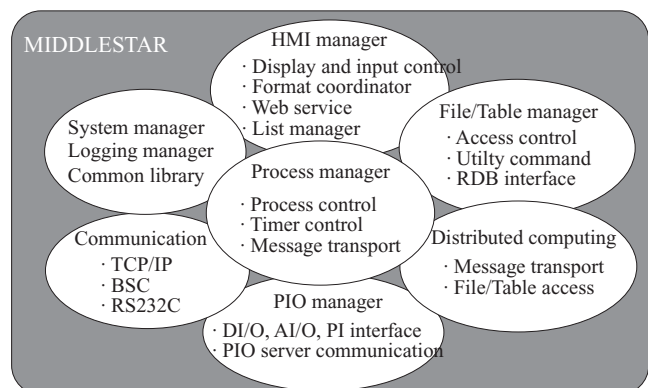 MIDDLESTAR
HMI manager
· Display and input control
· Format coordinator
· Web service
· List manager
System manager
Logging manager
Common library
File/Table manager
· Access control
· Utilty command
· RDB interface
Process manager
· Process control
· Timer control
· Message transport
Communication
· TCP/IP
· BSC
· RS232C
Distributed computing
· Message transport
· File/Table access
PIO manager
· DI/O, AI/O, PI interface
· PIO server communication